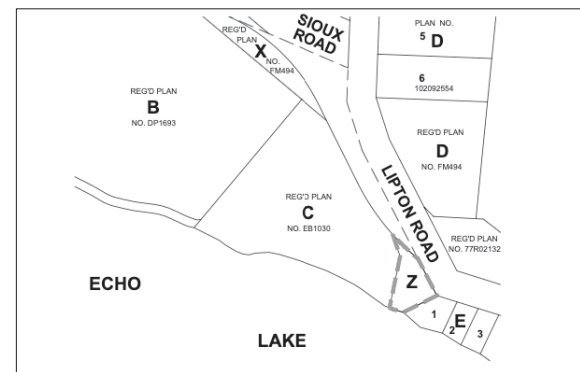 SIOUX
ROAD
PLAN NO.
5 D
6
102092554
REG'D
PLAN
X
NO.
FM494
REG'D PLAN
B
NO. DP1693
REG'D PLAN
D
NO. FM494
LIPTON ROAD
REG'D PLAN
C
NO. EB1030
REG'D PLAN
NO. 77R02132
ECHO
Z
1
2
E
3
LAKE